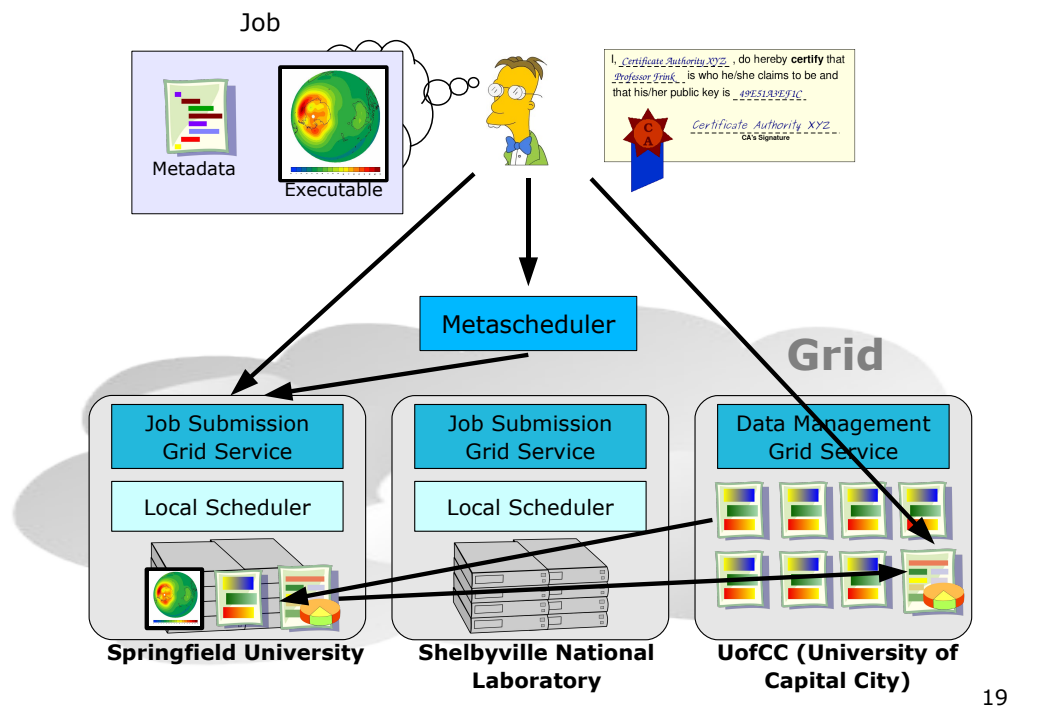 Job
Metadata
Executable
I, Certificate Authority XYZ , do hereby certify that
Professor Frink is who he/she claims to be and
that his/her public key is 49E51A3EF1C
Certificate Authority XYZ
CA's Signature
C
A
Metascheduler
Grid
Job Submission
Grid Service
Local Scheduler
Springfield University
Job Submission
Grid Service
Local Scheduler
Shelbyville National
Laboratory
Data Management
Grid Service
UofCC (University of
Capital City)
19